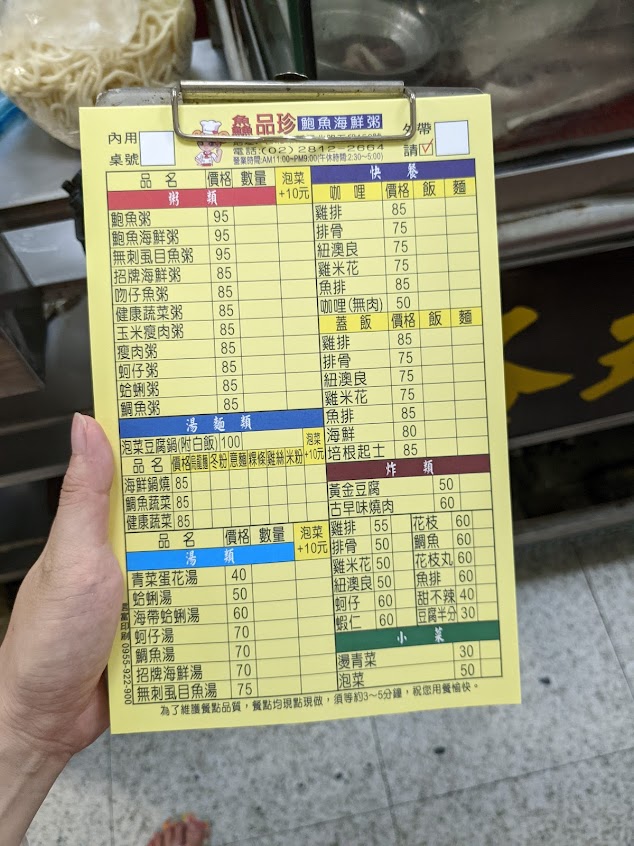 內用
桌號
鱻品珍 鮑魚海鮮粥
電話:(02)2812-2664
營業時間:AM11:00~PM9:00(午休時間:2:30~5:00)
外帶
請☑
品名 價格 數量 泡菜+10元
粥類
鮑魚粥 95
鮑魚海鮮粥 95
無刺虱目魚粥 95
招牌海鮮粥 85
吻仔魚粥 85
健康蔬菜粥 85
玉米瘦肉粥 85
瘦肉粥 85
蚵仔粥 85
蛤蜊粥 85
鯛魚粥 85
湯麵類
泡菜豆腐鍋(附白飯) 100 泡菜+10元
品名 價格 烏龍麵 冬粉 意麵 粿條 雞絲 米粉
海鮮鍋燒 85
鯛魚蔬菜 85
健康蔬菜 85
品名 價格 數量 泡菜+10元
湯類
青菜蛋花湯 40
蛤蜊湯 50
海帶蛤蜊湯 60
蚵仔湯 70
鯛魚湯 70
招牌海鮮湯 70
無刺虱目魚湯 75
快餐
咖哩 價格 飯 麵
雞排 85
排骨 75
紐澳良 75
雞米花 75
魚排 85
咖哩(無肉) 50
蓋飯 價格 飯 麵
雞排 85
排骨 75
紐澳良 75
雞米花 75
魚排 85
海鮮 80
培根起士 85
炸類
黃金豆腐 50
古早味燒肉 60
雞排 55 花枝 60
排骨 50 鯛魚 60
雞米花 50 花枝丸 60
紐澳良 50 魚排 60
蚵仔 60 甜不辣 40
蝦仁 60 豆腐半分 30
小菜
燙青菜 30
泡菜 50
為了維護餐點品質，餐點均現點現做，須等約3~5分鐘，祝您用餐愉快。
印刷 0955-922-900